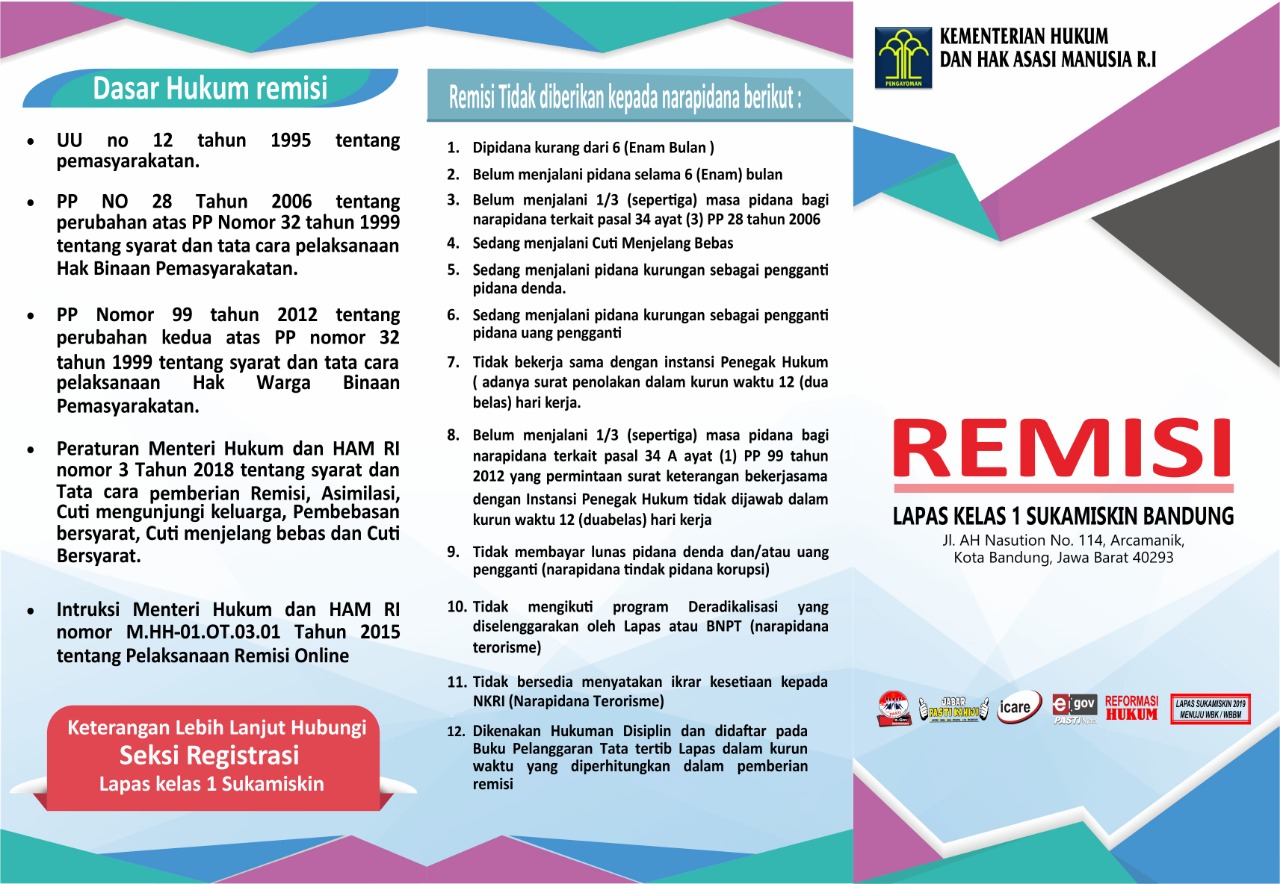 Dasar Hukum remisi
• UU no 12 tahun 1995 tentang
pemasyarakatan.
• PP NO 28 Tahun 2006 tentang
perubahan atas PP Nomor 32 tahun 1999
tentang syarat dan tata cara pelaksanaan
Hak Binaan Pemasyarakatan.
• PP Nomor 99 tahun 2012 tentang
perubahan kedua atas PP nomor 32
tahun 1999 tentang syarat dan tata cara
pelaksanaan Hak Warga Binaan
Pemasyarakatan.
• Peraturan Menteri Hukum dan HAM RI
nomor 3 Tahun 2018 tentang syarat dan
Tata cara pemberian Remisi, Asimilasi,
Cuti mengunjungi keluarga, Pembebasan
bersyarat, Cuti menjelang bebas dan Cuti
Bersyarat.
• Intruksi Menteri Hukum dan HAM RI
nomor M.HH-01.OT.03.01 Tahun 2015
tentang Pelaksanaan Remisi Online
Keterangan Lebih Lanjut Hubungi
Seksi Registrasi
Lapas kelas 1 Sukamiskin
Remisi Tidak diberikan kepada narapidana berikut :
1. Dipidana kurang dari 6 (Enam Bulan )
2. Belum menjalani pidana selama 6 (Enam) bulan
3. Belum menjalani 1/3 (sepertiga) masa pidana bagi
narapidana terkait pasal 34 ayat (3) PP 28 tahun 2006
4. Sedang menjalani Cuti Menjelang Bebas
5. Sedang menjalani pidana kurungan sebagai pengganti
pidana denda.
6. Sedang menjalani pidana kurungan sebagai pengganti
pidana uang pengganti
7. Tidak bekerja sama dengan instansi Penegak Hukum
( adanya surat penolakan dalam kurun waktu 12 (dua
belas) hari kerja.
8. Belum menjalani 1/3 (sepertiga) masa pidana bagi
narapidana terkait pasal 34 A ayat (1) PP 99 tahun
2012 yang permintaan surat keterangan bekerjasama
dengan Instansi Penegak Hukum tidak dijawab dalam
kurun waktu 12 (duabelas) hari kerja
9. Tidak membayar lunas pidana denda dan/atau uang
pengganti (narapidana tindak pidana korupsi)
10. Tidak mengikuti program Deradikalisasi yang
diselenggarakan oleh Lapas atau BNPT (narapidana
terorisme)
11. Tidak bersedia menyatakan ikrar kesetiaan kepada
NKRI (Narapidana Terorisme)
12. Dikenakan Hukuman Disiplin dan didaftar pada
Buku Pelanggaran Tata tertib Lapas dalam kurun
waktu yang diperhitungkan dalam pemberian
remisi
PENGAYOMAN
KEMENTERIAN HUKUM
DAN HAK ASASI MANUSIA R.I
REMISI
LAPAS KELAS 1 SUKAMISKIN BANDUNG
Jl. AH Nasution No. 114, Arcamanik,
Kota Bandung, Jawa Barat 40293
JABAR
icare
gov
PASTI
REFORMASI
HUKUM
LAPAS SUKAMISKIN 2019
MENUJU WBK / WBBM